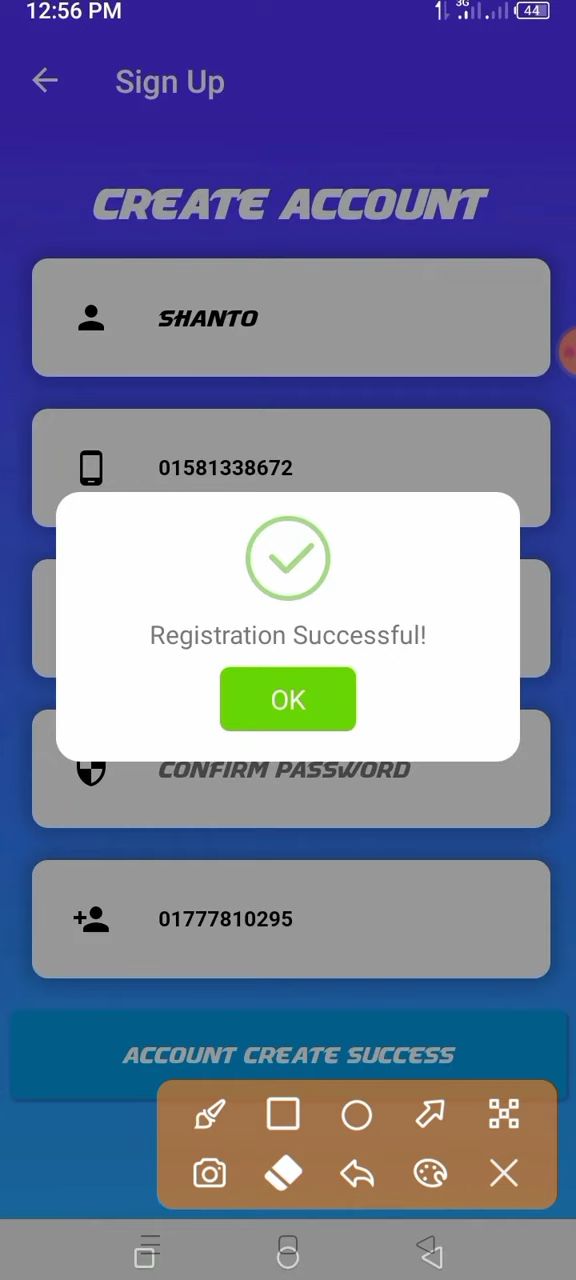 12:56 PM
3G
44
Sign Up
CREATE ACCOUNT
SHANTO
01581338672
Registration Successful!
OK
CONFIRM PASSWORD
01777810295
ACCOUNT CREATE SUCCESS